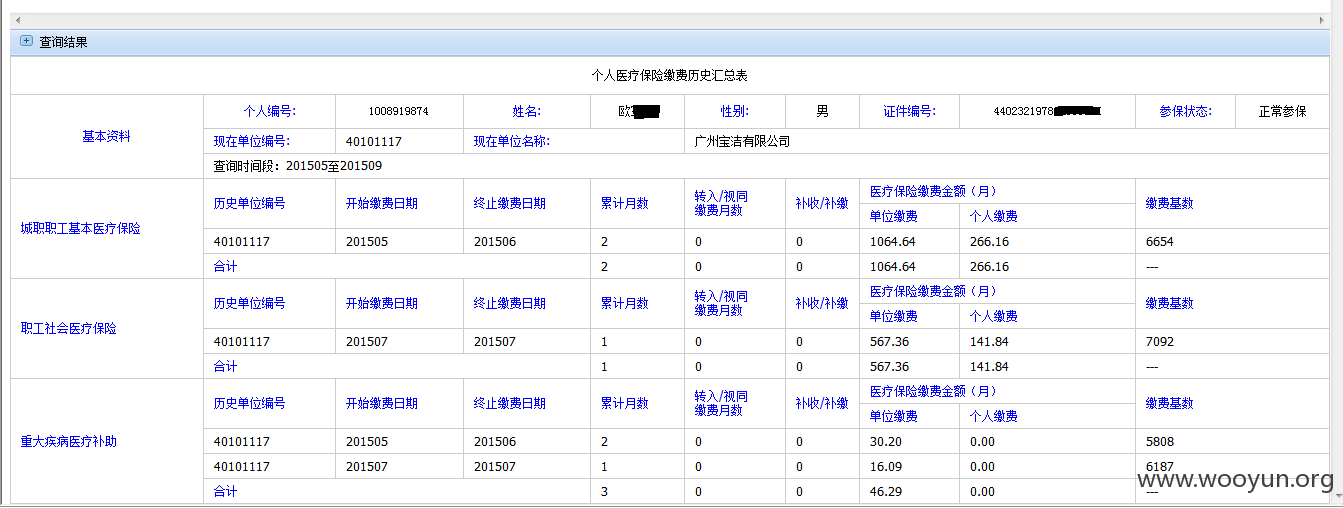 查询结果
个人医疗保险缴费历史汇总表
基本资料 个人编号: 1008919874 姓名: 欧 性别: 男 证件编号: 4402321978 参保状态: 正常参保
现在单位编号: 40101117 现在单位名称: 广州宝洁有限公司
查询时间段：201505至201509
城职职工基本医疗保险 历史单位编号 开始缴费日期 终止缴费日期 累计月数 转入/视同缴费月数 补收/补缴 医疗保险缴费金额（月） 缴费基数
单位缴费 个人缴费
40101117 201505 201506 2 0 0 1064.64 266.16 6654
合计 2 0 0 1064.64 266.16 ---
职工社会医疗保险 历史单位编号 开始缴费日期 终止缴费日期 累计月数 转入/视同缴费月数 补收/补缴 医疗保险缴费金额（月） 缴费基数
单位缴费 个人缴费
40101117 201507 201507 1 0 0 567.36 141.84 7092
合计 1 0 0 567.36 141.84 ---
重大疾病医疗补助 历史单位编号 开始缴费日期 终止缴费日期 累计月数 转入/视同缴费月数 补收/补缴 医疗保险缴费金额（月） 缴费基数
单位缴费 个人缴费
40101117 201505 201506 2 0 0 30.20 0.00 5808
40101117 201507 201507 1 0 0 16.09 0.00 6187
合计 3 0 0 46.29 0.00 ---
www.wooyun.org